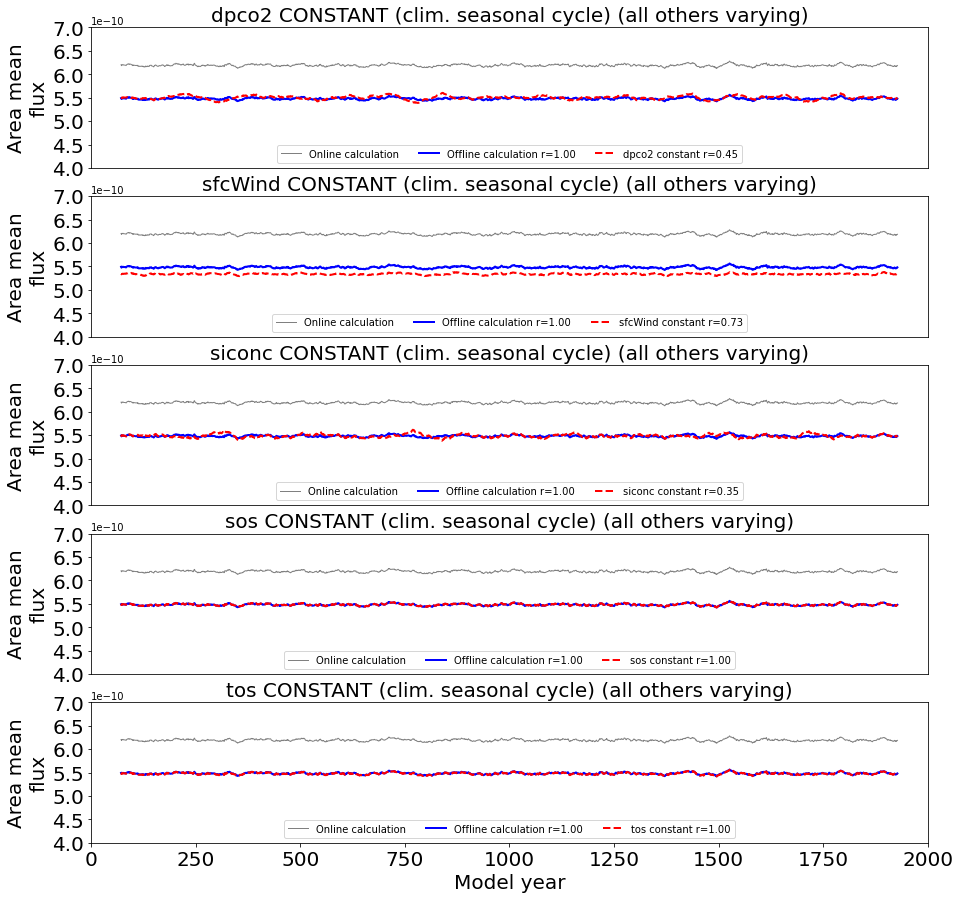 dpco2 CONSTANT (clim. seasonal cycle) (all others varying)
1e−10
7.0
6.5
6.0
5.5
5.0
4.5
4.0
Area mean
flux
Online calculation Offline calculation r=1.00 dpco2 constant r=0.45
sfcWind CONSTANT (clim. seasonal cycle) (all others varying)
1e−10
7.0
6.5
6.0
5.5
5.0
4.5
4.0
Area mean
flux
Online calculation Offline calculation r=1.00 sfcWind constant r=0.73
siconc CONSTANT (clim. seasonal cycle) (all others varying)
1e−10
7.0
6.5
6.0
5.5
5.0
4.5
4.0
Area mean
flux
Online calculation Offline calculation r=1.00 siconc constant r=0.35
sos CONSTANT (clim. seasonal cycle) (all others varying)
1e−10
7.0
6.5
6.0
5.5
5.0
4.5
4.0
Area mean
flux
Online calculation Offline calculation r=1.00 sos constant r=1.00
tos CONSTANT (clim. seasonal cycle) (all others varying)
1e−10
7.0
6.5
6.0
5.5
5.0
4.5
4.0
Area mean
flux
Online calculation Offline calculation r=1.00 tos constant r=1.00
0 250 500 750 1000 1250 1500 1750 2000
Model year